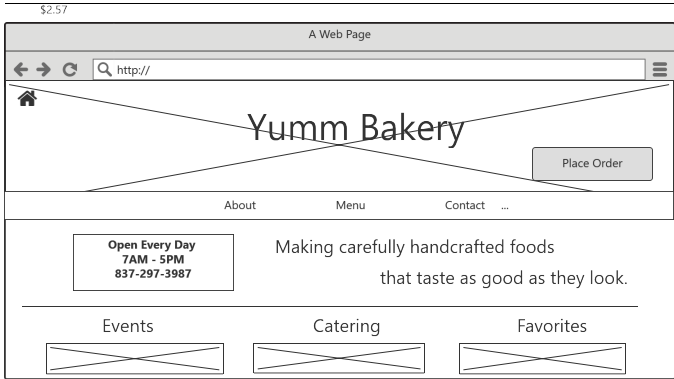 $2.57
A Web Page
http://
Yumm Bakery
Place Order
About Menu Contact ...
Open Every Day
7AM - 5PM
837-297-3987
Making carefully handcrafted foods
that taste as good as they look.
Events Catering Favorites